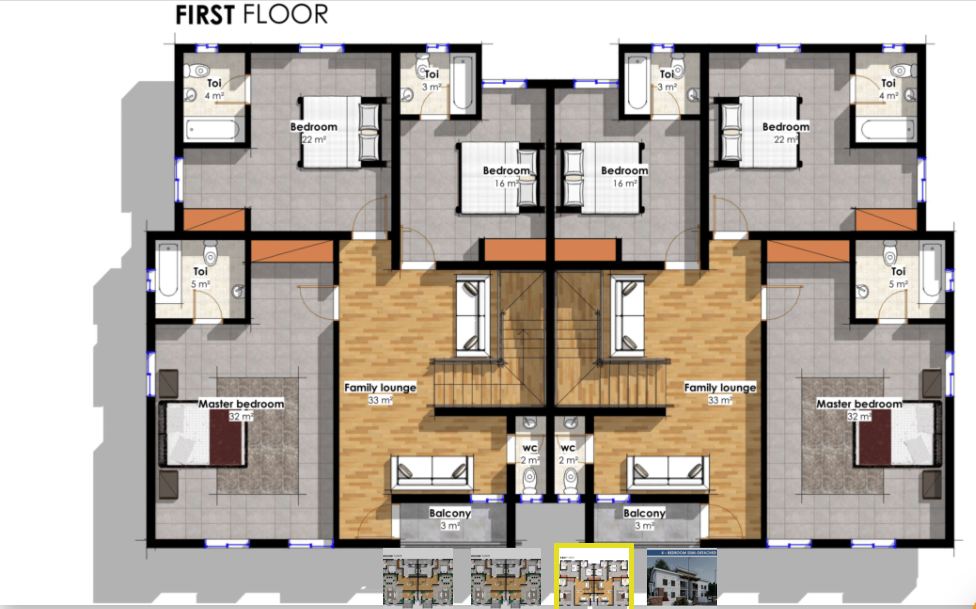 FIRST FLOOR
Toi
4 m²
Toi
3 m²
Toi
3 m²
Toi
4 m²
Bedroom
22 m²
Bedroom
22 m²
Bedroom
16 m²
Bedroom
16 m²
Toi
5 m²
Toi
5 m²
Family lounge
33 m²
Family lounge
33 m²
Master bedroom
32 m²
Master bedroom
32 m²
WC
2 m²
WC
2 m²
Balcony
3 m²
Balcony
3 m²
4 - BEDROOM SEMI-DETACHED